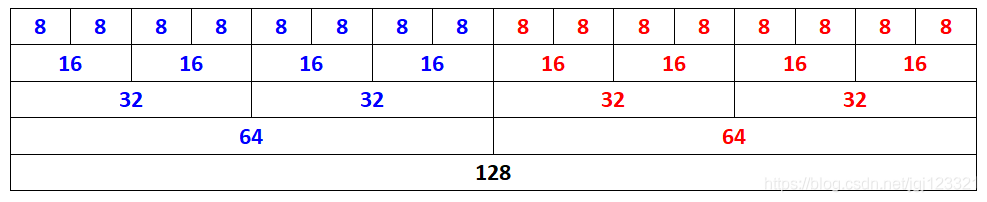 8 8 8 8 8 8 8 8 8 8 8 8 8 8 8 8
16 16 16 16 16 16 16 16
32 32 32 32
64 64
128
https://blog.csdn.net/jgj123321